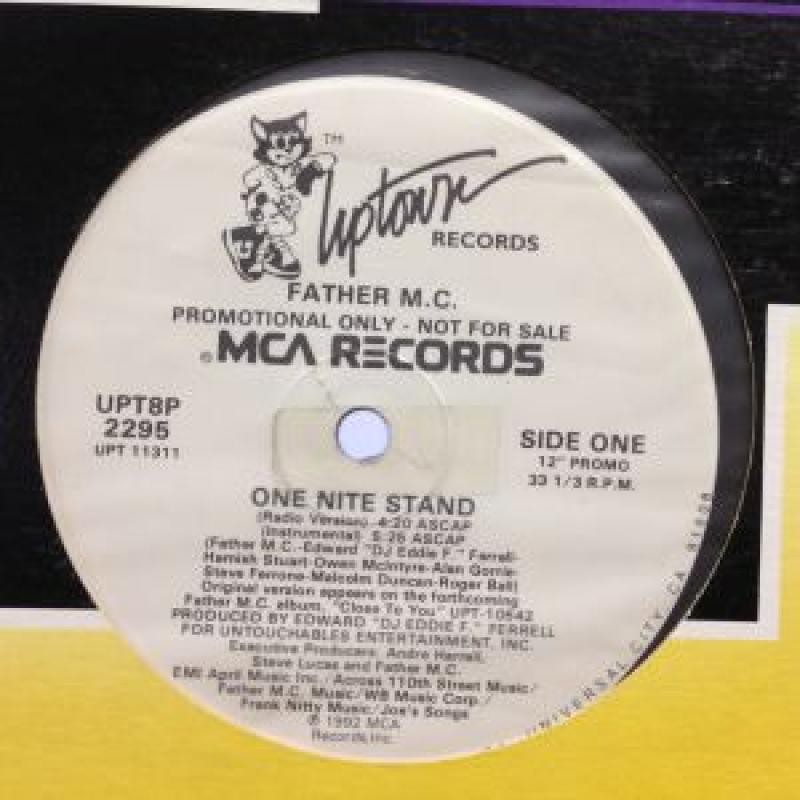 TM
Uptown
RECORDS
FATHER M.C.
PROMOTIONAL ONLY - NOT FOR SALE
MCA RECORDS
UPT8P
2295
UPT 11311
SIDE ONE
12" PROMO
33 1/3 R.P.M.
ONE NITE STAND
(Radio Version) 4:20 ASCAP
(Instrumental) 5:25 ASCAP
(Father M.C.-Edward "DJ Eddie F." Ferrell-
Hamish Stuart-Owen McIntyre-Alan Gorrie-
Steve Ferrone-Malcolm Duncan-Roger Ball)
Original version appears on the forthcoming
Father M.C. album, "Close To You" UPT-10542
PRODUCED BY EDWARD "DJ EDDIE F." FERRELL
FOR UNTOUCHABLES ENTERTAINMENT, INC.
Executive Producers: Andre Harrell,
Steve Lucas and Father M.C.
EMI April Music Inc./Across 110th Street Music/
Father M.C. Music/WB Music Corp./
Frank Nitty Music/Joe's Songs
℗ 1992 MCA
Records, Inc.
UNIVERSAL CITY, CA. 91608